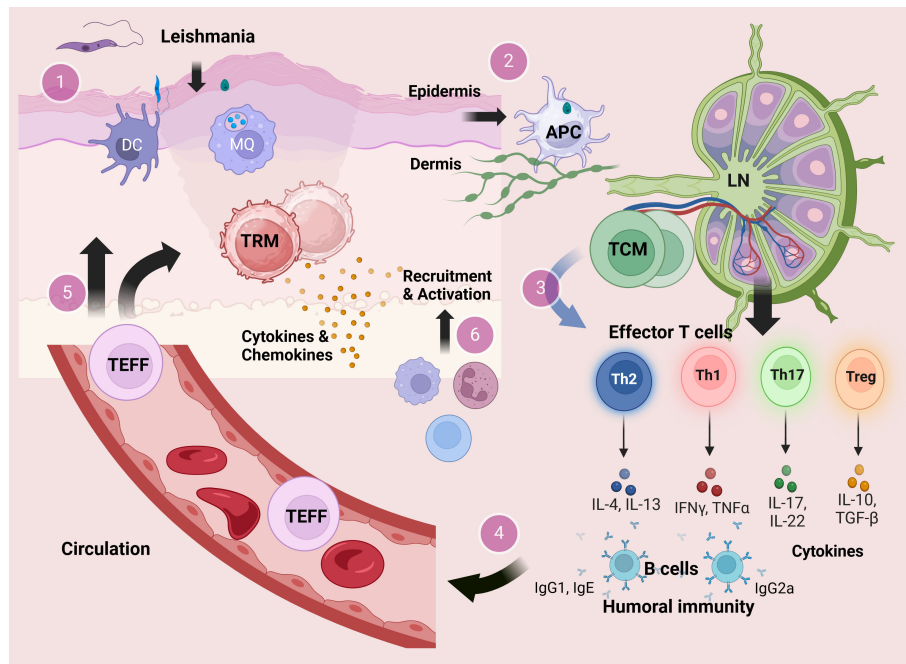 Leishmania
1
2
Epidermis
DC
MQ
APC
Dermis
LN
TRM
TCM
3
5
Recruitment
& Activation
Cytokines &
Chemokines
6
Effector T cells
TEFF
Th2
Th1
Th17
Treg
IL-4, IL-13
IFNγ, TNFα
IL-17,
IL-22
IL-10,
TGF-β
TEFF
4
Cytokines
Circulation
B cells
IgG1, IgE
IgG2a
Humoral immunity